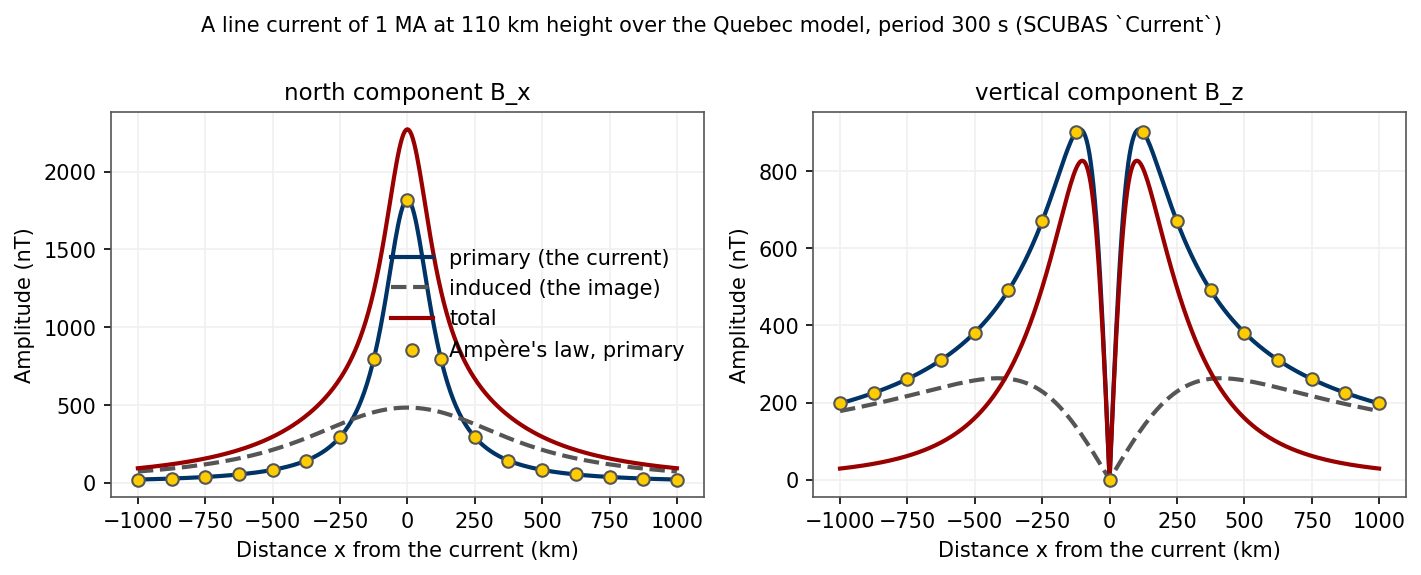 A line current of 1 MA at 110 km height over the Quebec model, period 300 s (SCUBAS `Current`)
north component B_x
Amplitude (nT)
2000
1500
1000
500
0
primary (the current)
induced (the image)
total
Ampère's law, primary
−1000 −750 −500 −250 0 250 500 750 1000
Distance x from the current (km)
vertical component B_z
Amplitude (nT)
800
600
400
200
0
−1000 −750 −500 −250 0 250 500 750 1000
Distance x from the current (km)